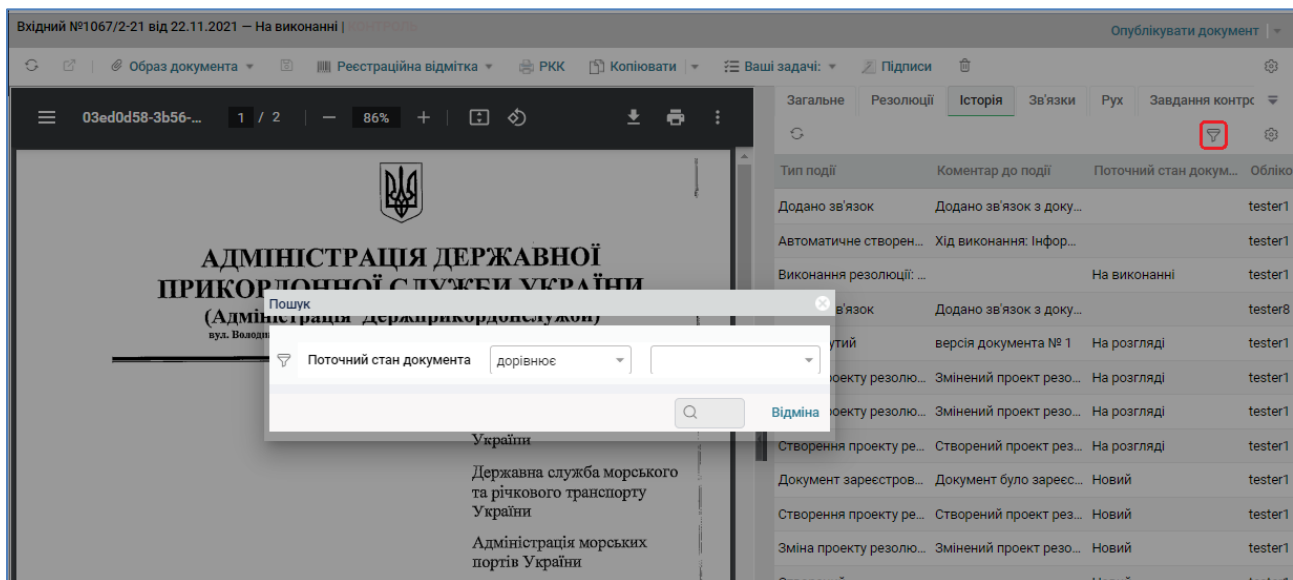 Вхідний №1067/2-21 від 22.11.2021 — На виконанні | КОНТРОЛЬ
Опублікувати документ
Образ документа
Реєстраційна відмітка
РКК
Копіювати
Ваші задачі:
Підписи
03ed0d58-3b56-...
1 / 2
86%
Загальне
Резолюції
Історія
Зв'язки
Рух
Завдання контрс
Тип події Коментар до події Поточний стан докум... Обліко
Додано зв'язок Додано зв'язок з доку... tester1
Автоматичне створен... Хід виконання: Інфор... tester1
Виконання резолюції: ... На виконанні tester1
в'язок Додано зв'язок з доку... tester8
утий версія документа № 1 На розгляді tester1
роекту резолю... Змінений проект резо... На розгляді tester1
роекту резолю... Змінений проект резо... На розгляді tester1
Створення проекту ре... Створений проект рез... На розгляді tester1
Документ зареєстров... Документ було зареєс... Новий tester1
Створення проекту ре... Створений проект рез... Новий tester1
Зміна проекту резолю... Змінений проект резо... Новий tester1
АДМІНІСТРАЦІЯ ДЕРЖАВНОЇ
ПРИКОРДОННОЇ СЛУЖБИ УКРАЇНИ
(Адміністрація Держприкордонслужби)
вул. Володи
Пошук
Поточний стан документа
дорівнює
Відміна
України
Державна служба морського
та річкового транспорту
України
Адміністрація морських
портів України